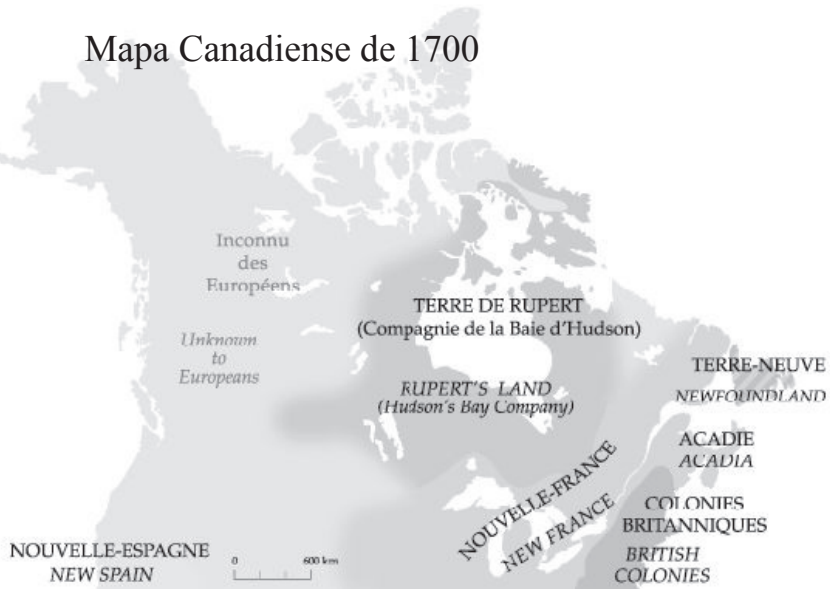 Mapa Canadiense de 1700
Inconnu
des
Européens
Unknown
to
Europeans
TERRE DE RUPERT
(Compagnie de la Baie d'Hudson)
RUPERT'S LAND
(Hudson's Bay Company)
TERRE-NEUVE
NEWFOUNDLAND
ACADIE
ACADIA
NOUVELLE-FRANCE
NEW FRANCE
COLONIES
BRITANNIQUES
BRITISH
COLONIES
NOUVELLE-ESPAGNE
NEW SPAIN
0 600 km